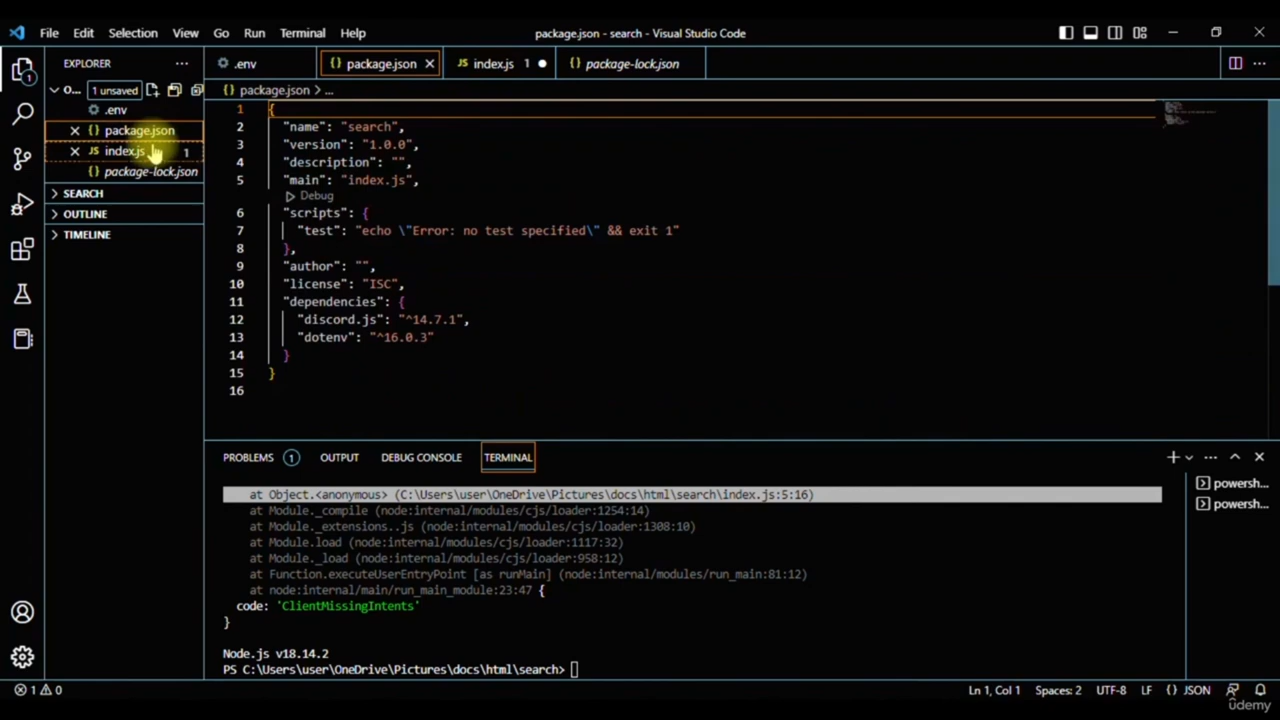 File Edit Selection View Go Run Terminal Help
package.json - search - Visual Studio Code
EXPLORER
.env
package.json
index.js 1
package-lock.json
1
O... 1 unsaved
.env
package.json
index.js 1
package-lock.json
SEARCH
OUTLINE
TIMELINE
package.json > ...
1 {
2 "name": "search",
3 "version": "1.0.0",
4 "description": "",
5 "main": "index.js",
Debug
6 "scripts": {
7 "test": "echo \"Error: no test specified\" && exit 1"
8 },
9 "author": "",
10 "license": "ISC",
11 "dependencies": {
12 "discord.js": "^14.7.1",
13 "dotenv": "^16.0.3"
14 }
15 }
16
PROBLEMS 1 OUTPUT DEBUG CONSOLE TERMINAL
at Object.<anonymous> (C:\Users\user\OneDrive\Pictures\docs\html\search\index.js:5:16)
at Module._compile (node:internal/modules/cjs/loader:1254:14)
at Module._extensions..js (node:internal/modules/cjs/loader:1308:10)
at Module.load (node:internal/modules/cjs/loader:1117:32)
at Module._load (node:internal/modules/cjs/loader:958:12)
at Function.executeUserEntryPoint [as runMain] (node:internal/modules/run_main:81:12)
at node:internal/main/run_main_module:23:47 {
code: 'ClientMissingIntents'
}
Node.js v18.14.2
PS C:\Users\user\OneDrive\Pictures\docs\html\search>
powersh...
powersh...
1 0
Ln 1, Col 1 Spaces: 2 UTF-8 LF {} JSON
udemy